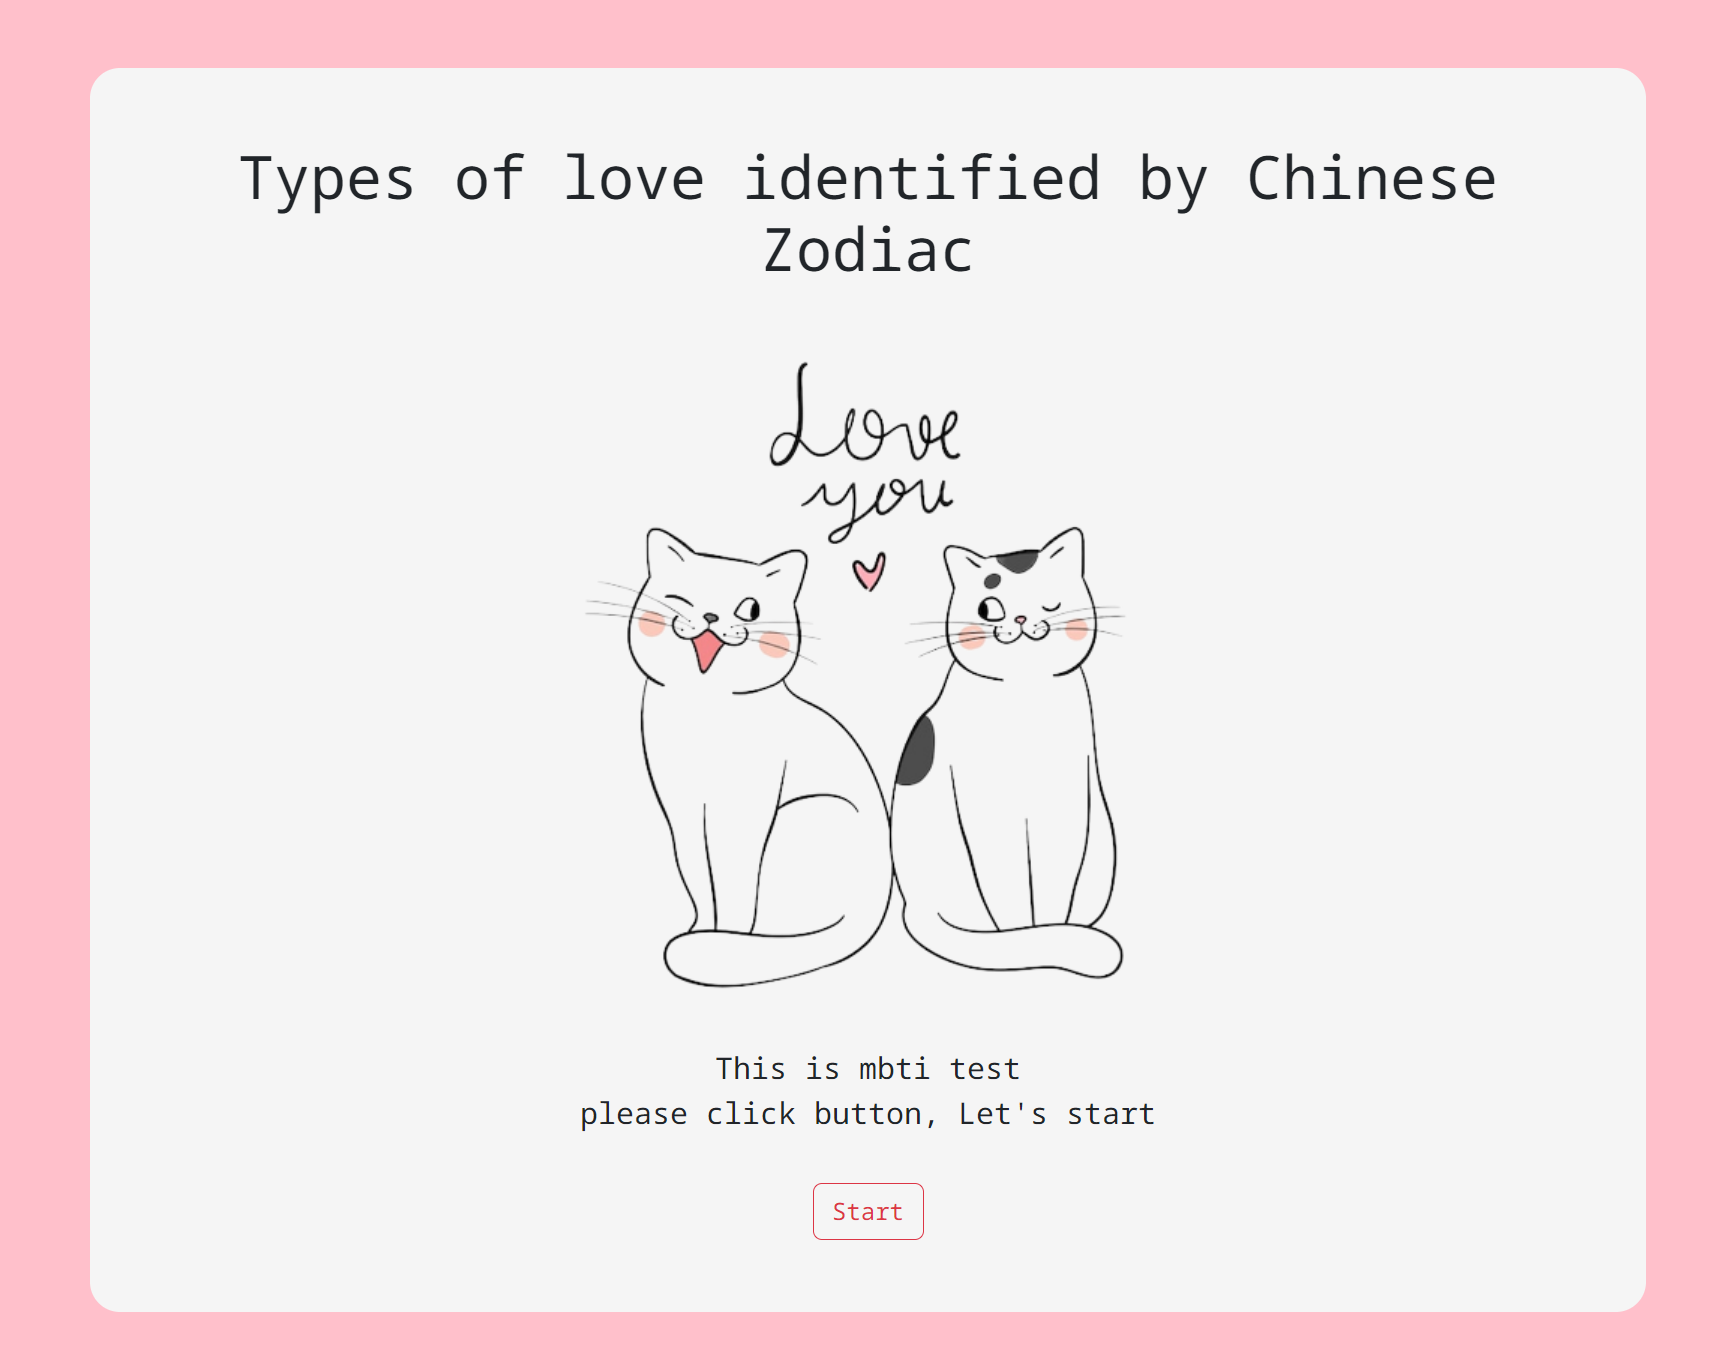 Types of love identified by Chinese
Zodiac
Love
you
This is mbti test
please click button, Let's start
Start